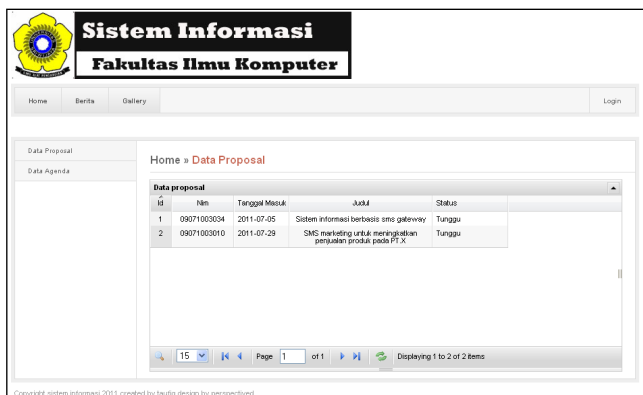 Sistem Informasi
Fakultas Ilmu Komputer
Home Berita Gallery Login
Data Proposal
Data Agenda
Home » Data Proposal
Data proposal
Id Nim Tanggal Masuk Judul Status
1 09071003034 2011-07-05 Sistem informasi berbasis sms gateway Tunggu
2 09071003010 2011-07-29 SMS marketing untuk meningkatkan penjualan produk pada PT.X Tunggu
15 Page 1 of 1 Displaying 1 to 2 of 2 items
Copyright sistem informasi 2011 created by taufiq design by perspectived